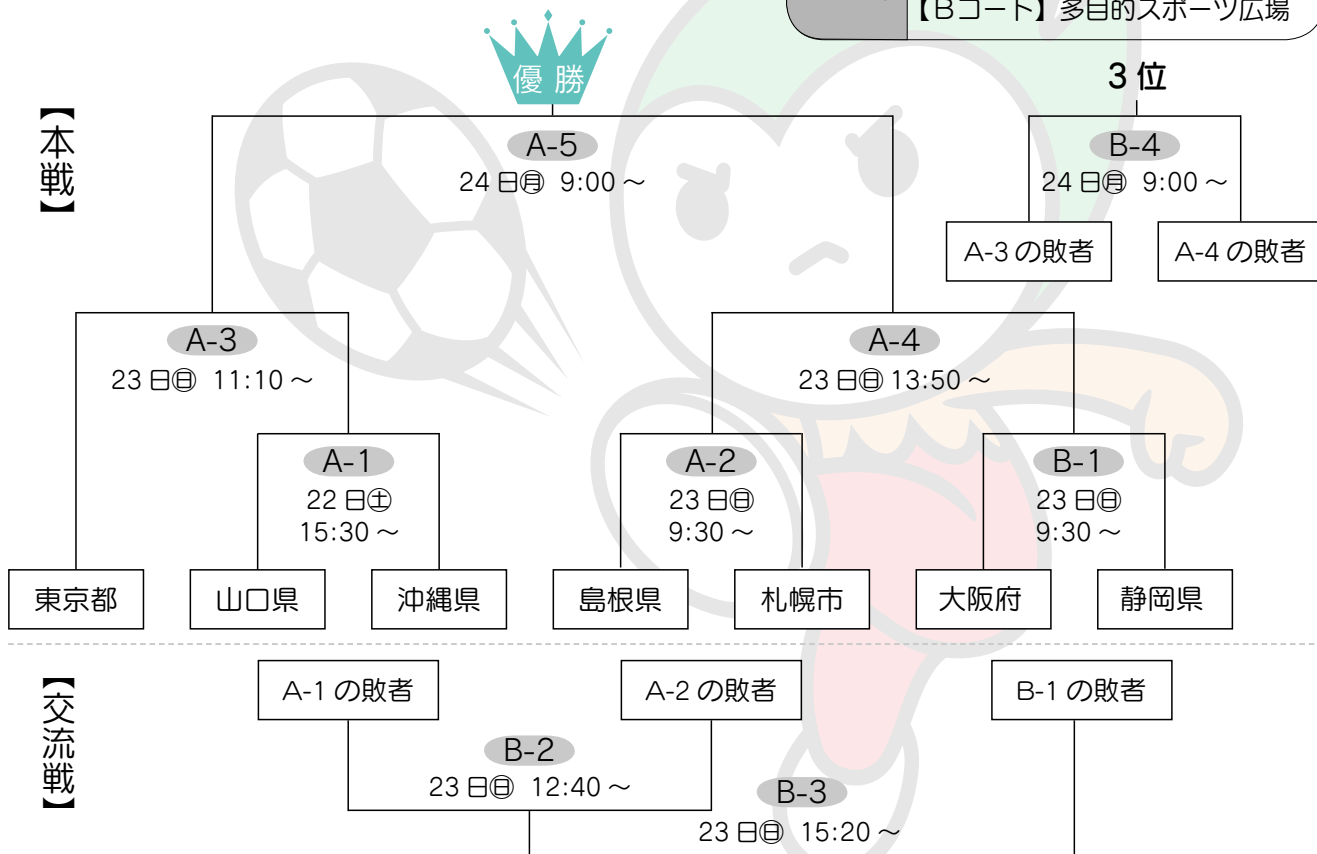 【Bコート】多目的スポーツ広場
優勝
3位
【本戦】
A-5
24日㊊ 9:00～
B-4
24日㊊ 9:00～
A-3の敗者
A-4の敗者
A-3
23日㊐ 11:10～
A-4
23日㊐ 13:50～
A-1
22日㊏
15:30～
A-2
23日㊐
9:30～
B-1
23日㊐
9:30～
東京都
山口県
沖縄県
島根県
札幌市
大阪府
静岡県
【交流戦】
A-1の敗者
A-2の敗者
B-1の敗者
B-2
23日㊐ 12:40～
B-3
23日㊐ 15:20～